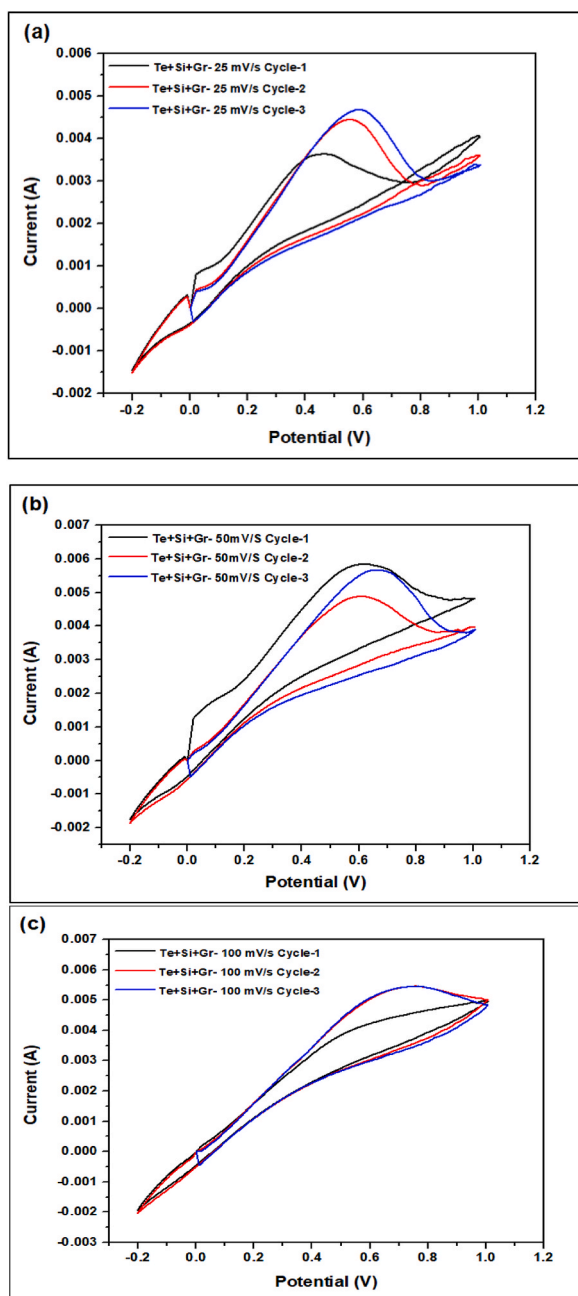 (a)
Te+Si+Gr- 25 mV/s Cycle-1
Te+Si+Gr- 25 mV/s Cycle-2
Te+Si+Gr- 25 mV/s Cycle-3
Current (A)
0.006
0.005
0.004
0.003
0.002
0.001
0.000
-0.001
-0.002
-0.2 0.0 0.2 0.4 0.6 0.8 1.0 1.2
Potential (V)
(b)
Te+Si+Gr- 50mV/S Cycle-1
Te+Si+Gr- 50mV/S Cycle-2
Te+Si+Gr- 50mV/S Cycle-3
Current (A)
0.007
0.006
0.005
0.004
0.003
0.002
0.001
0.000
-0.001
-0.002
-0.2 0.0 0.2 0.4 0.6 0.8 1.0 1.2
Potential (V)
(c)
Te+Si+Gr- 100 mV/s Cycle-1
Te+Si+Gr- 100 mV/s Cycle-2
Te+Si+Gr- 100 mV/s Cycle-3
Current (A)
0.007
0.006
0.005
0.004
0.003
0.002
0.001
0.000
-0.001
-0.002
-0.003
-0.2 0.0 0.2 0.4 0.6 0.8 1.0 1.2
Potential (V)